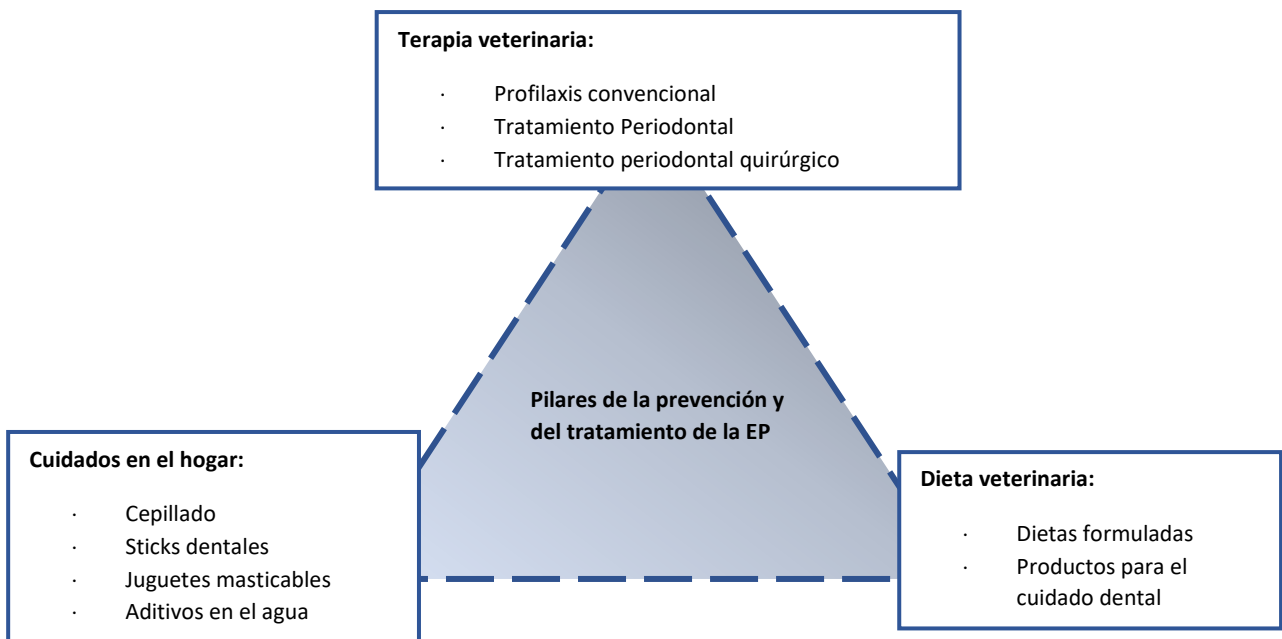 Terapia veterinaria:
· Profilaxis convencional
· Tratamiento Periodontal
· Tratamiento periodontal quirúrgico
Pilares de la prevención y
del tratamiento de la EP
Cuidados en el hogar:
· Cepillado
· Sticks dentales
· Juguetes masticables
· Aditivos en el agua
Dieta veterinaria:
· Dietas formuladas
· Productos para el
cuidado dental